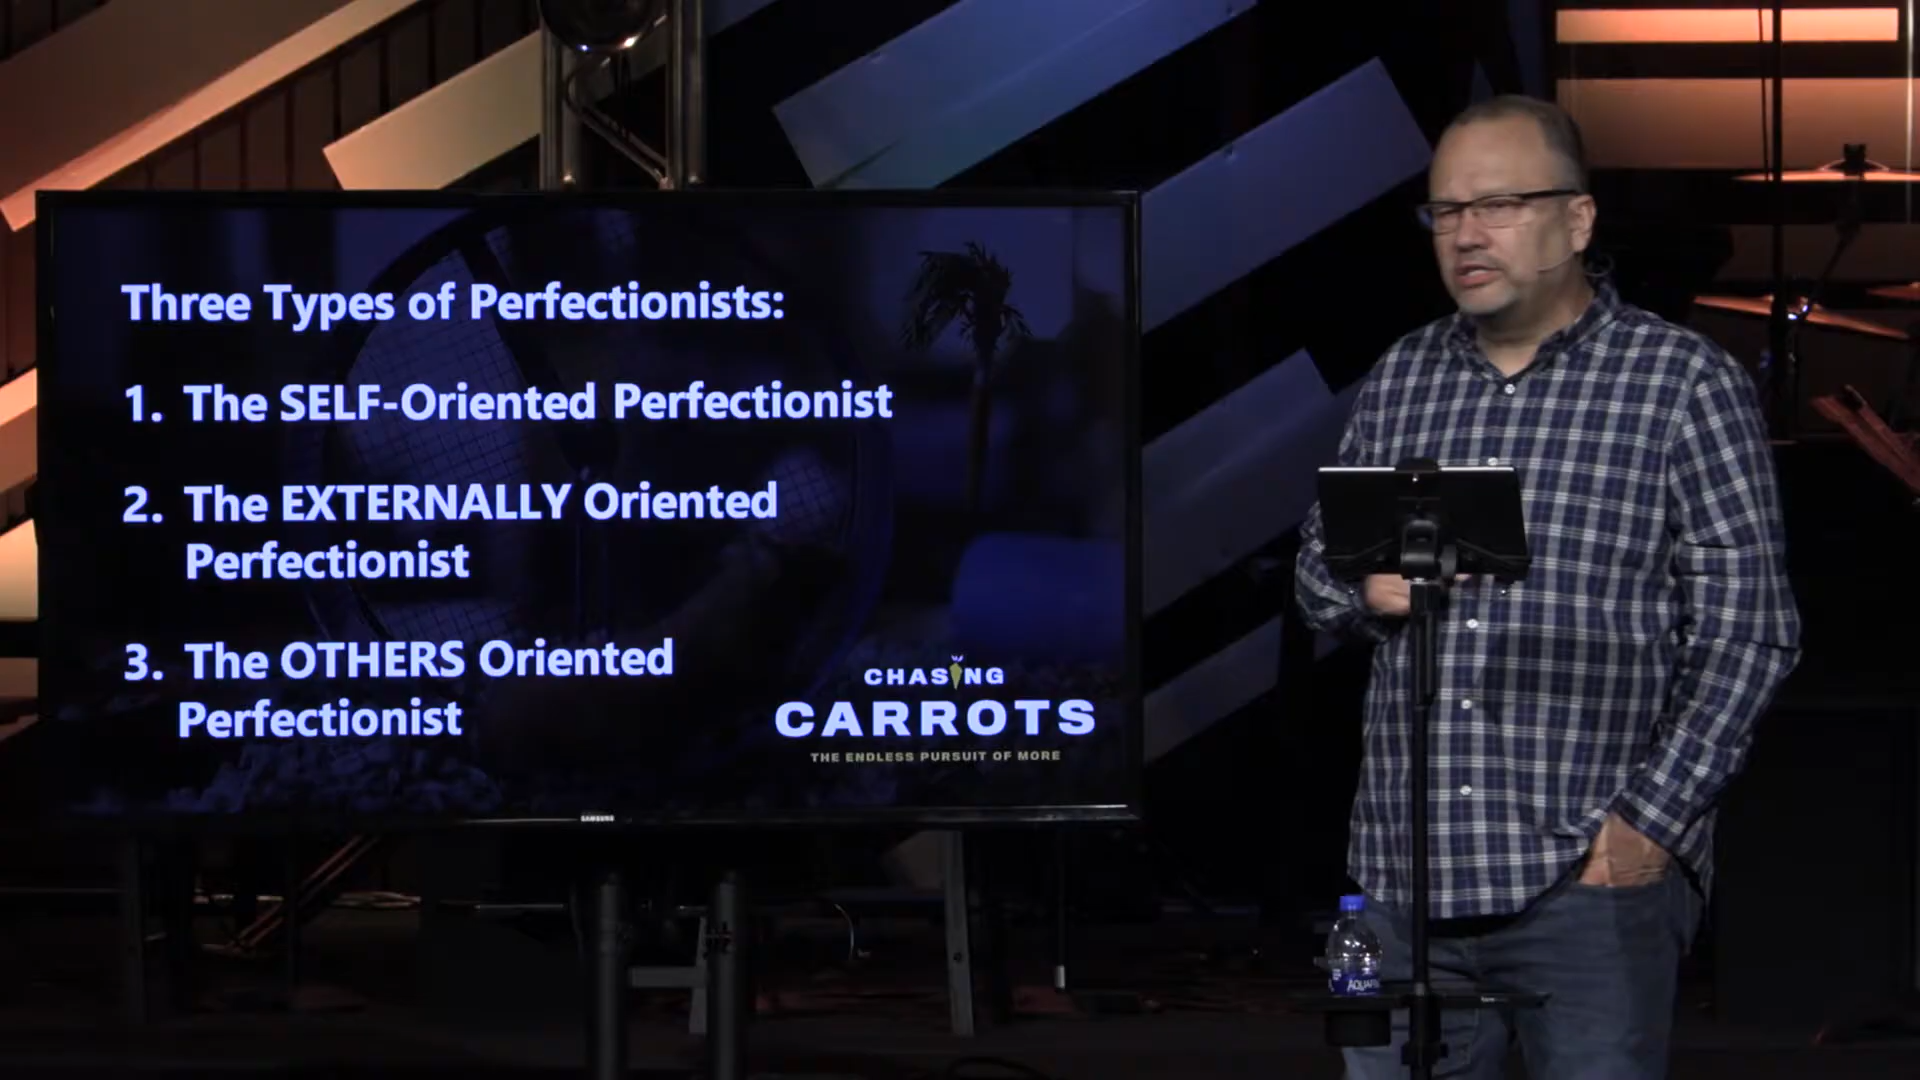 Three Types of Perfectionists:
1. The SELF-Oriented Perfectionist
2. The EXTERNALLY Oriented
Perfectionist
3. The OTHERS Oriented
Perfectionist
CHASING
CARROTS
THE ENDLESS PURSUIT OF MORE
SAMSUNG